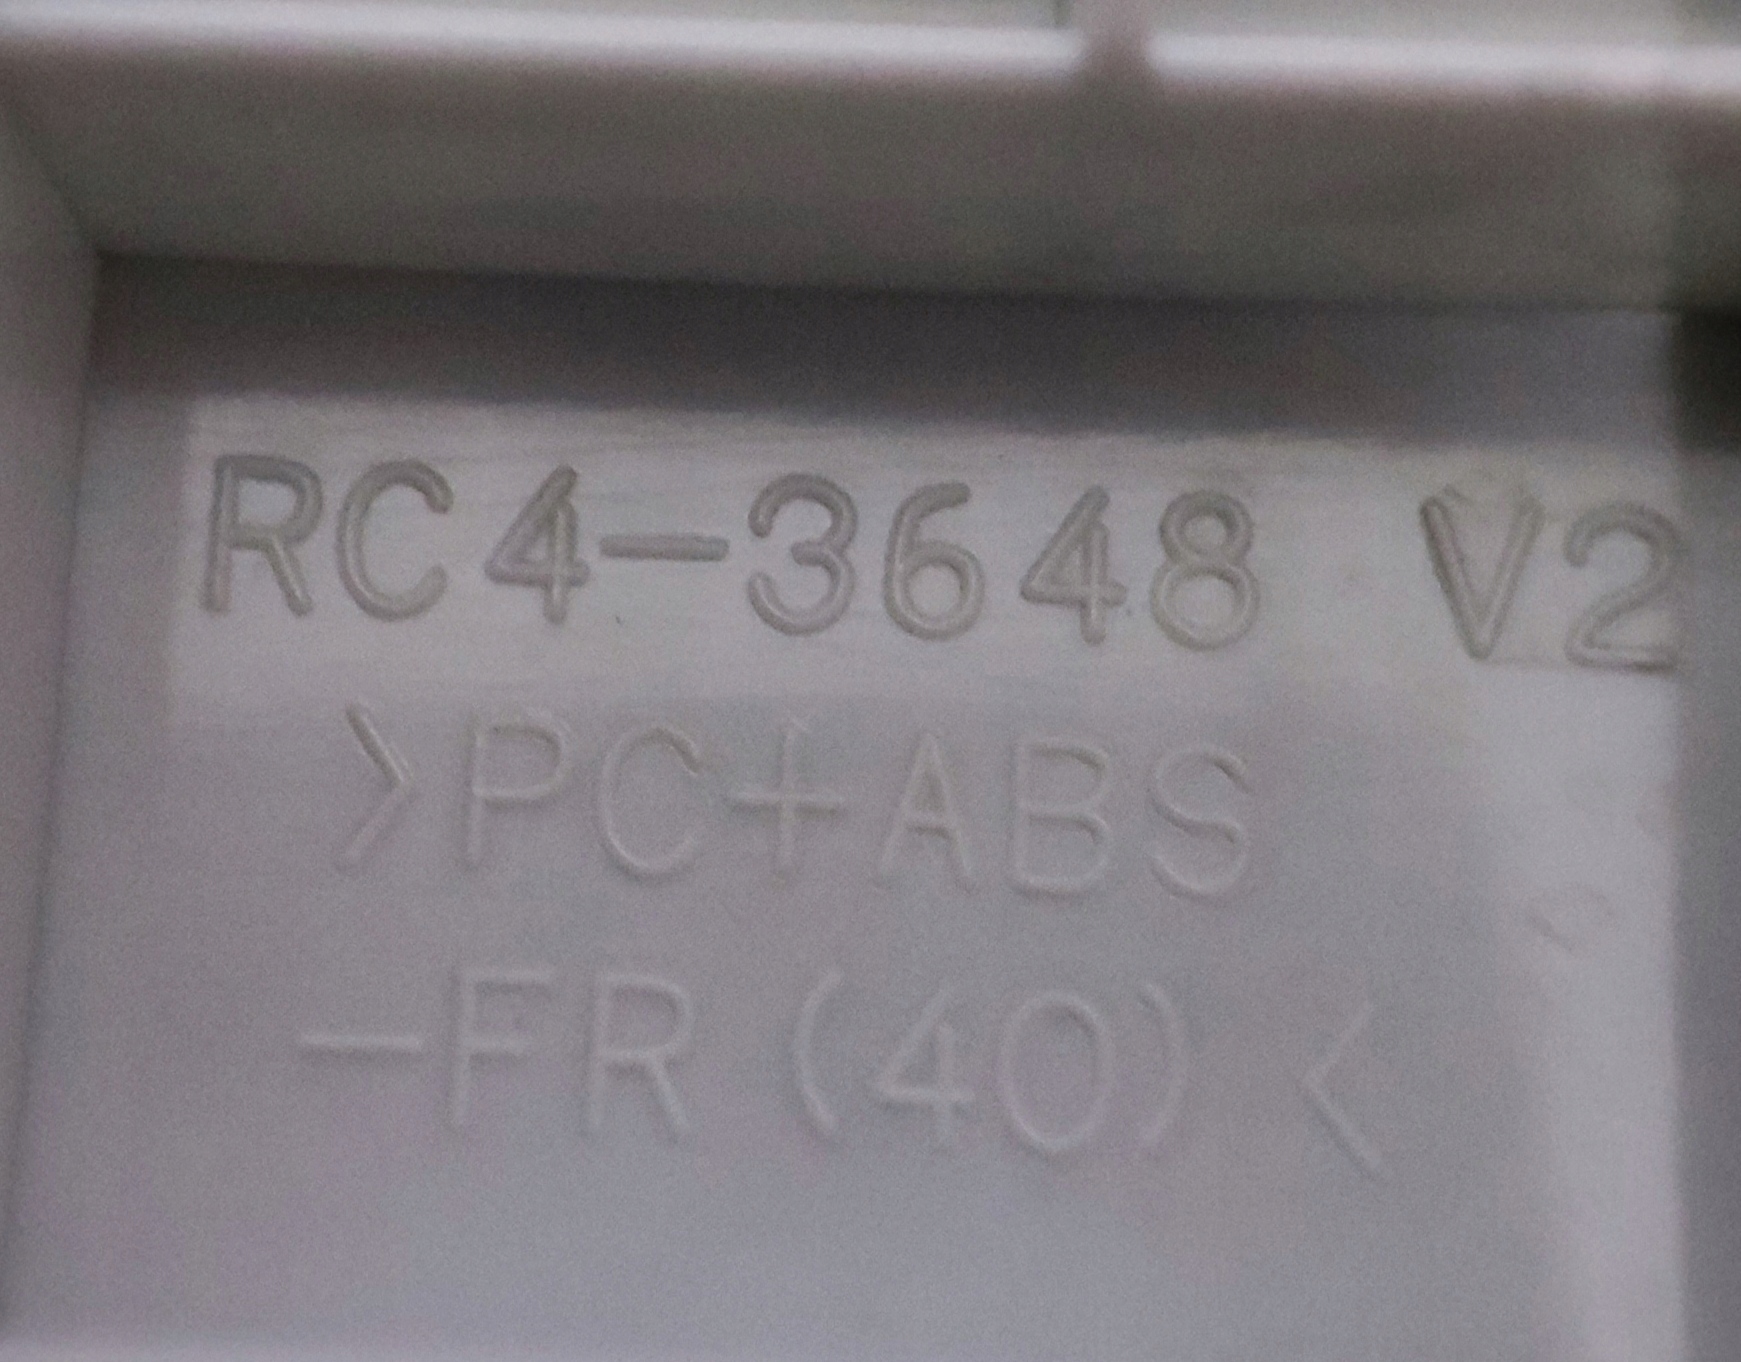 RC4-3648 V2
>PC+ABS
-FR(40)<